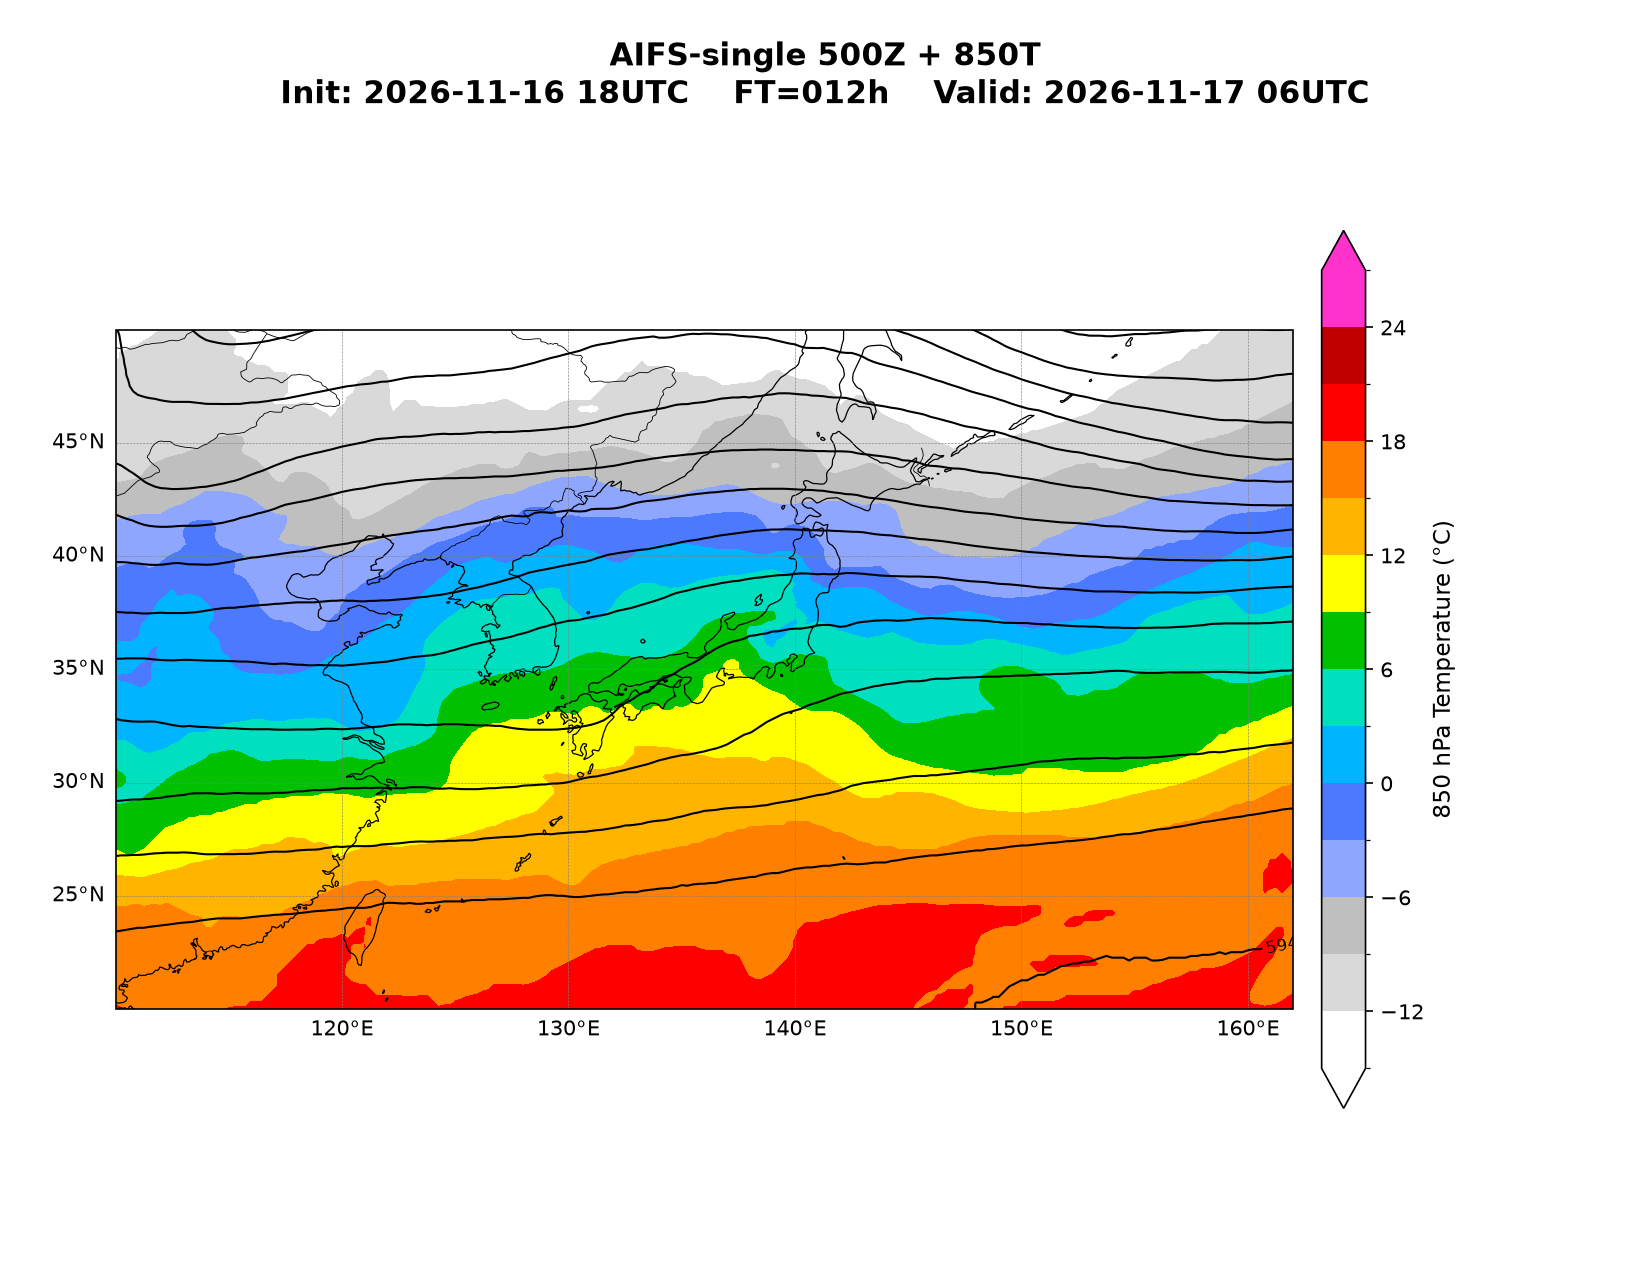 AIFS-single 500Z + 850T
Init: 2026-11-16 18UTC    FT=012h    Valid: 2026-11-17 06UTC
45°N
40°N
35°N
30°N
25°N
120°E
130°E
140°E
150°E
160°E
594
24
18
12
6
0
−6
−12
850 hPa Temperature (°C)